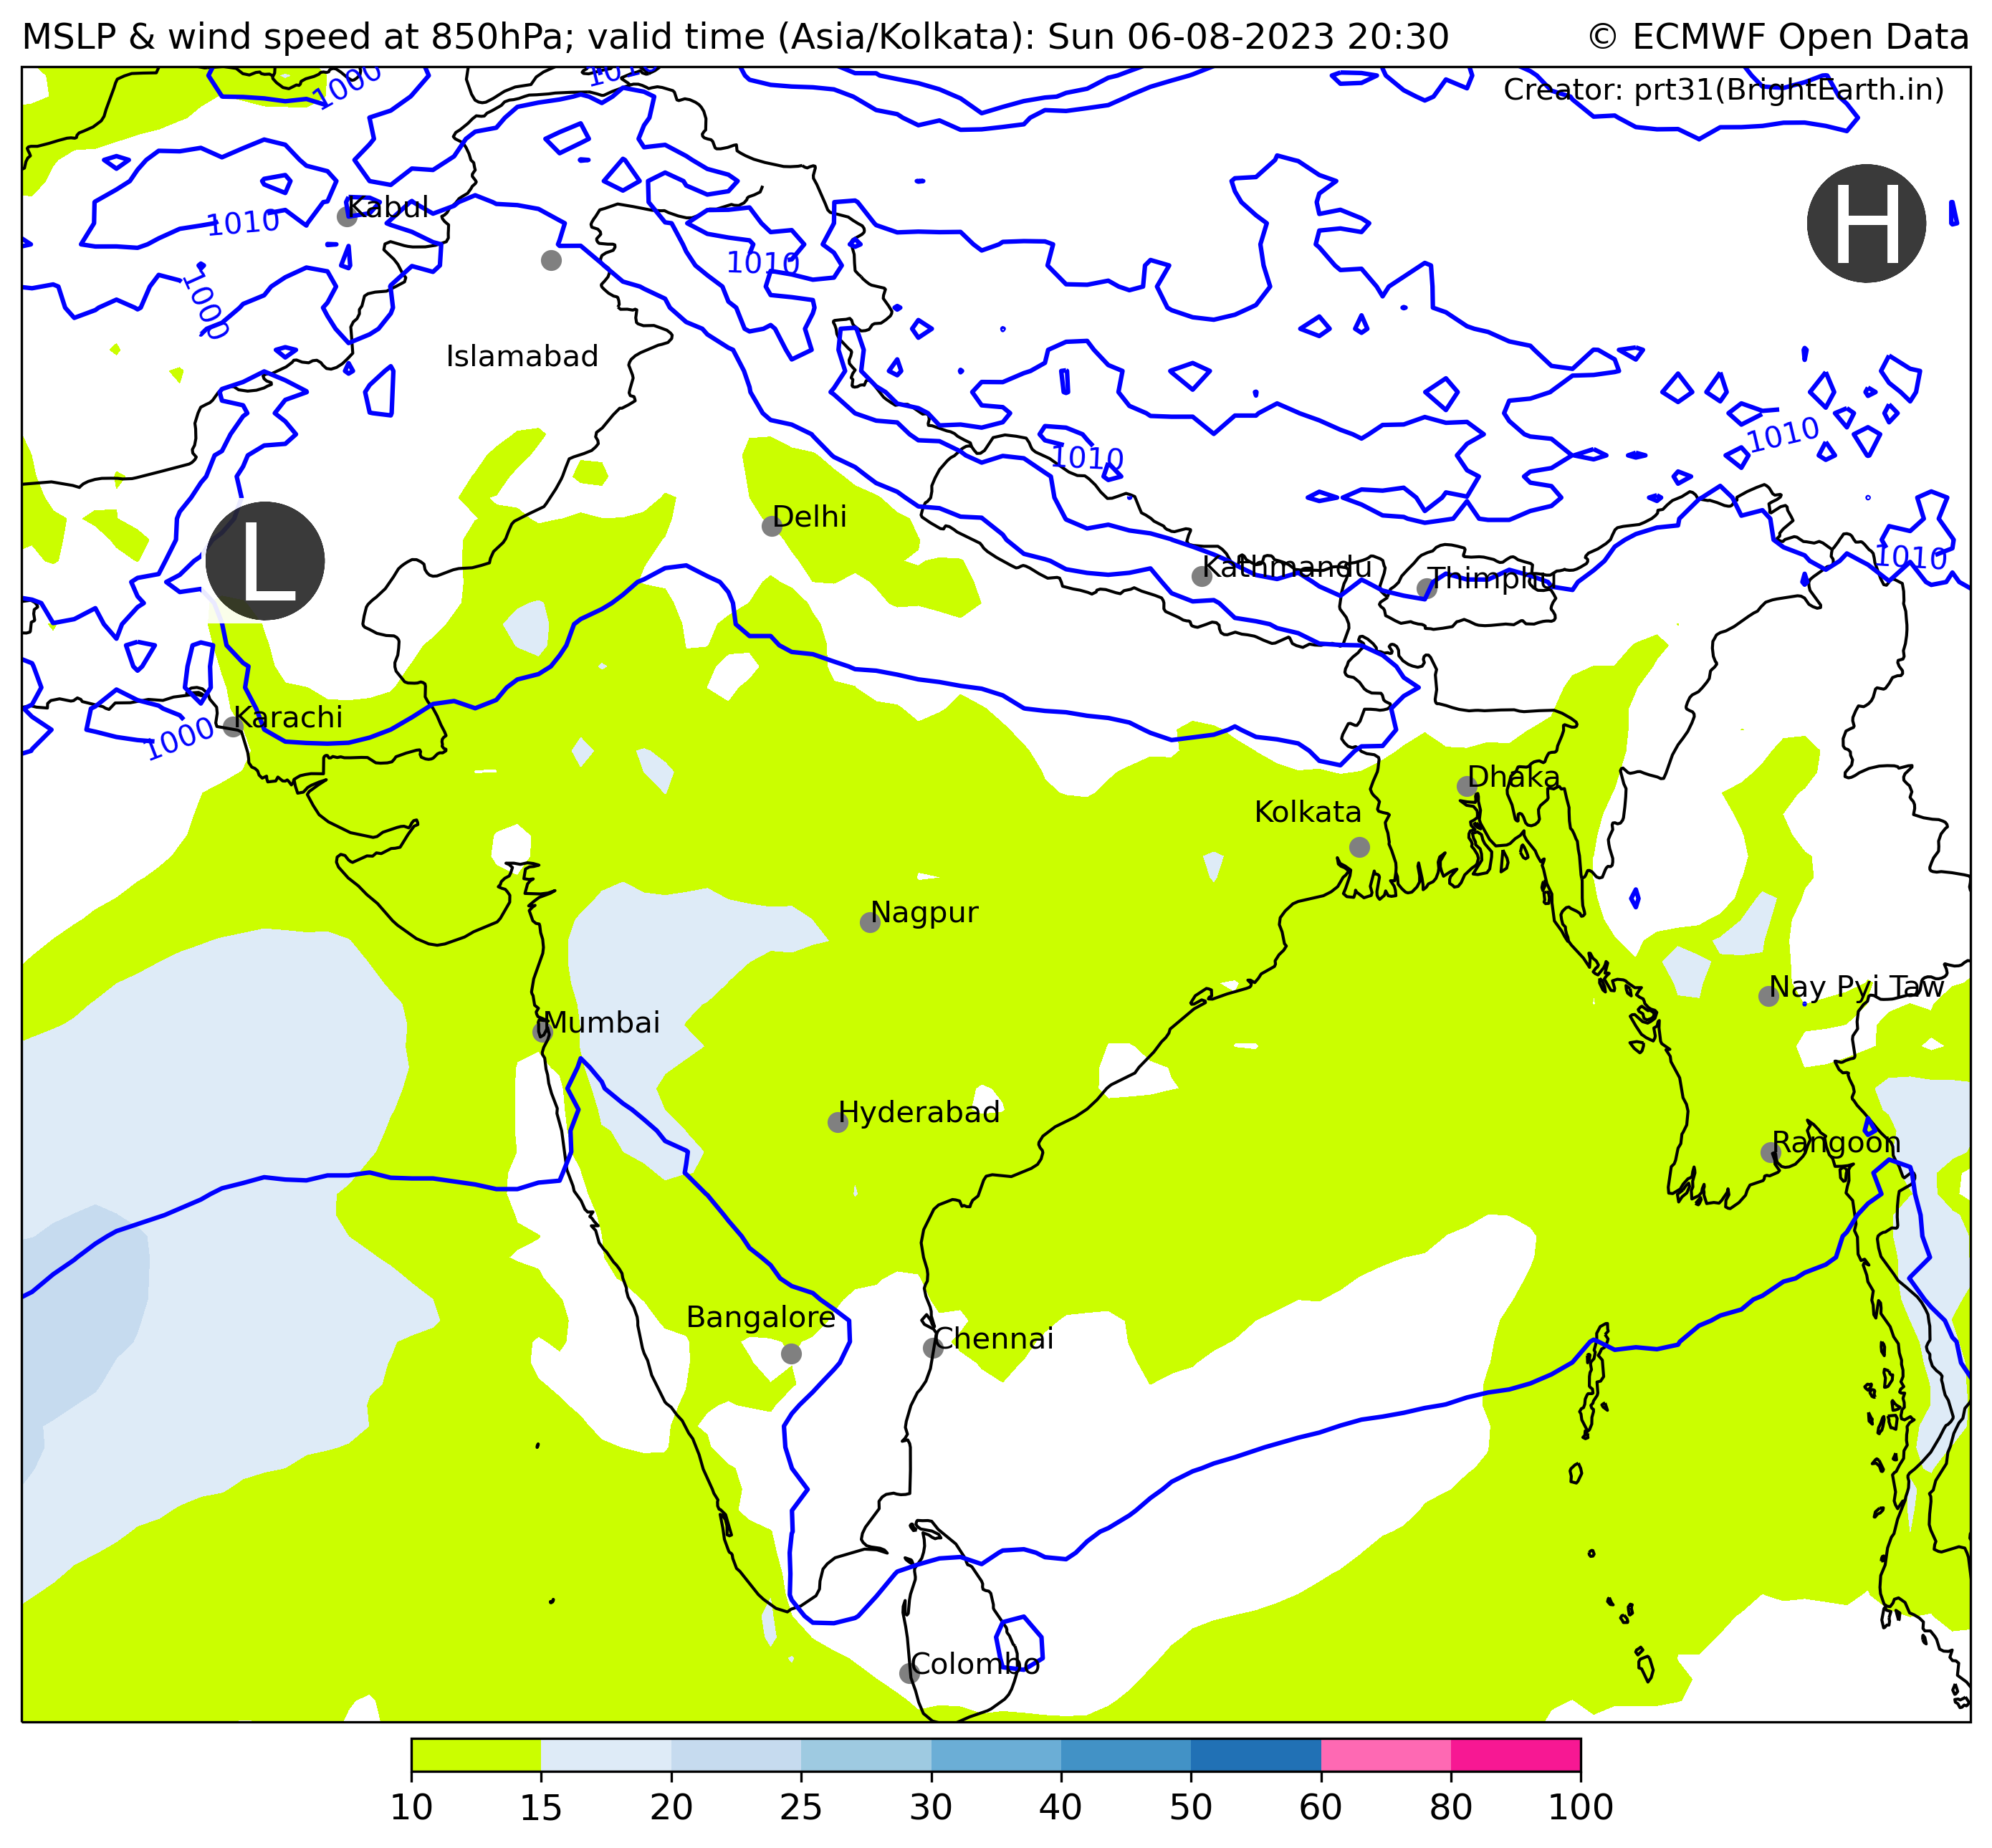 MSLP & wind speed at 850hPa; valid time (Asia/Kolkata): Sun 06-08-2023 20:30
© ECMWF Open Data
Creator: prt31(BrightEarth.in)
1000
H
Kabul
1010
1010
1000
Islamabad
1010
1010
Delhi
L
1010
Kathmandu
Thimphu
Karachi
1000
Dhaka
Kolkata
Nagpur
Nay Pyi Taw
Mumbai
Hyderabad
Rangoon
Bangalore
Chennai
Colombo
10 15 20 25 30 40 50 60 80 100